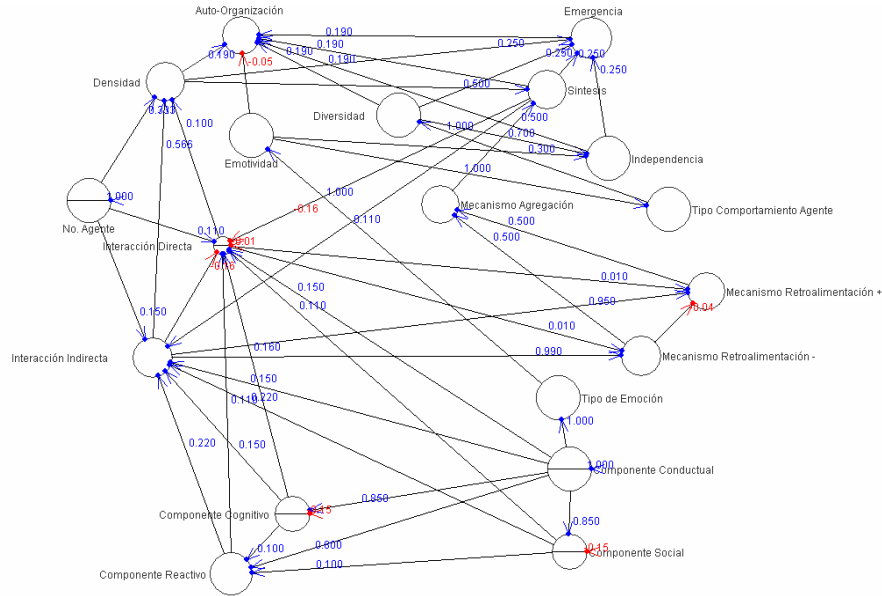 Auto-Organización
Emergencia
0.190
0.190
0.190
0.250
0.190
0.190
0.250
0.250
-0.05
0.250
Densidad
0.500
Sintesis
0.333
Diversidad
0.500
0.100
1.000
0.700
0.566
Emotividad
0.300
Independencia
1.000
1.000
1.000
-0.16
0.110
Mecanismo Agregación
Tipo Comportamiento Agente
No. Agente
0.500
0.110
0.500
Interacción Directa
-0.01
-0.16
0.010
0.150
0.950
Mecanismo Retroalimentación +
0.110
-0.04
0.150
0.010
0.160
Interacción Indirecta
0.990
Mecanismo Retroalimentación -
0.150
0.220
0.110
Tipo de Emoción
1.000
0.220
0.150
1.000
Componente Conductual
0.850
Componente Cognitivo
0.850
0.100
0.800
-0.15
Componente Social
0.100
Componente Reactivo